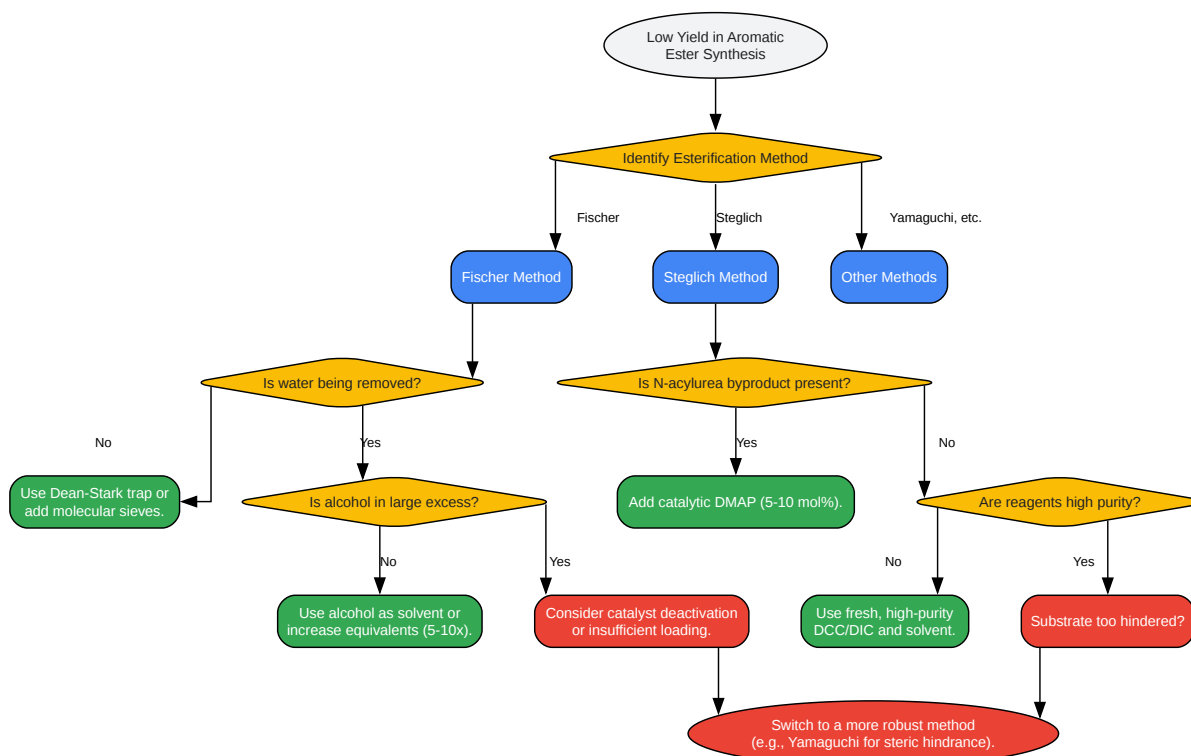 Low Yield in Aromatic
Ester Synthesis
Identify Esterification Method
Fischer
Steglich
Yamaguchi, etc.
Fischer Method
Steglich Method
Other Methods
Is water being removed?
Is N-acylurea byproduct present?
No
Yes
Yes
No
Use Dean-Stark trap or
add molecular sieves.
Is alcohol in large excess?
Add catalytic DMAP (5-10 mol%).
Are reagents high purity?
No
Yes
No
Yes
Use alcohol as solvent or
increase equivalents (5-10x).
Consider catalyst deactivation
or insufficient loading.
Use fresh, high-purity
DCC/DIC and solvent.
Substrate too hindered?
Switch to a more robust method
(e.g., Yamaguchi for steric hindrance).